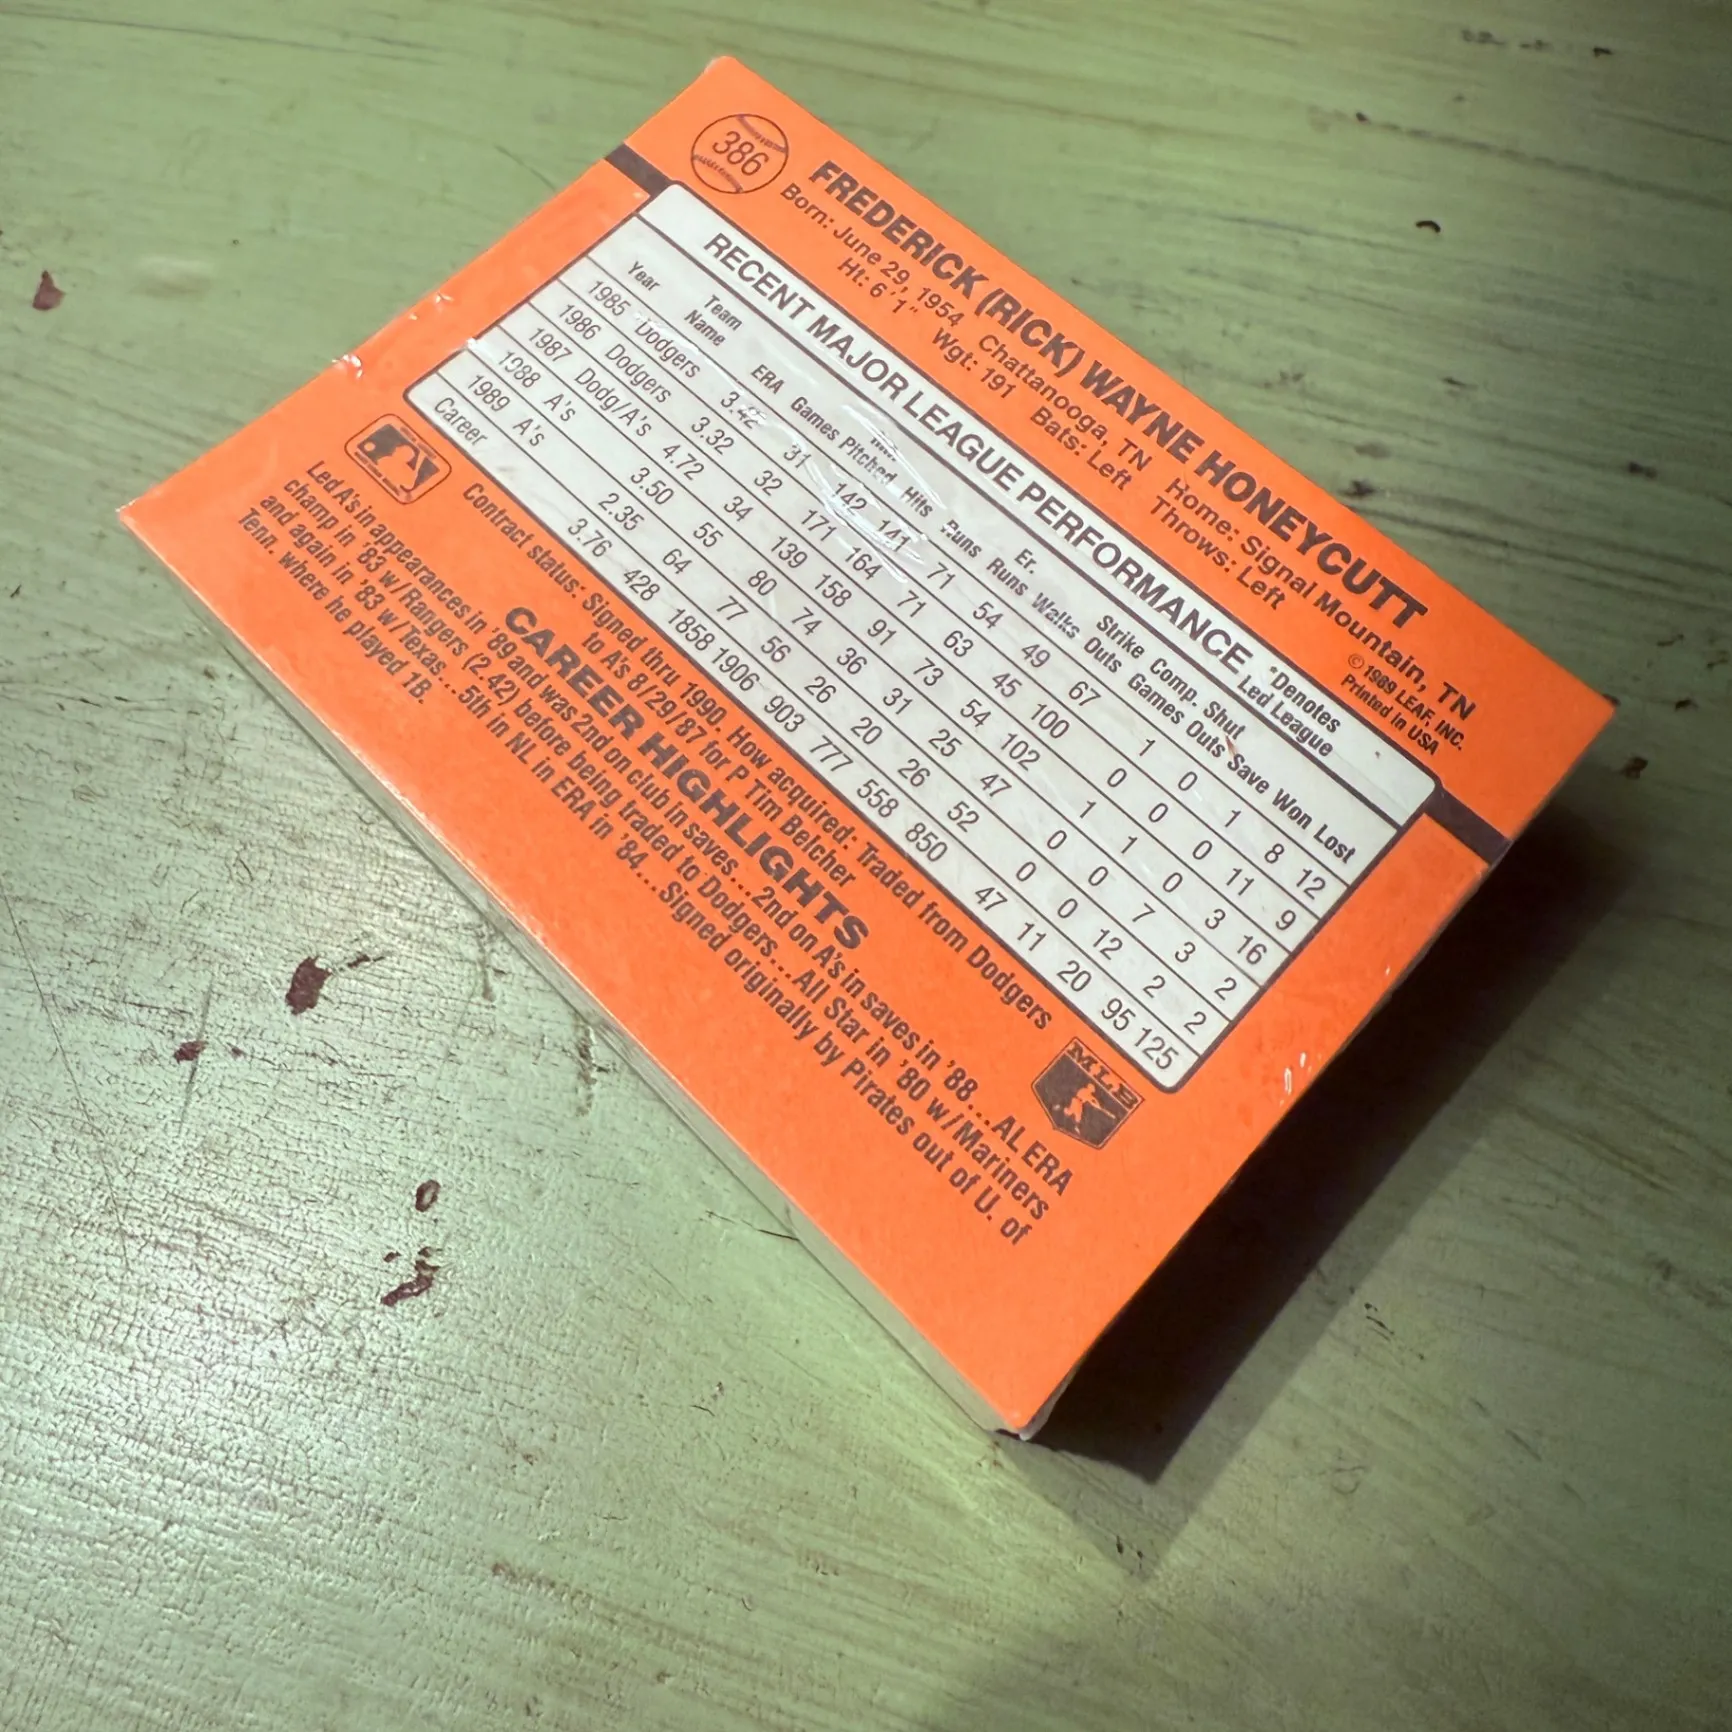 386
FREDERICK (RICK) WAYNE HONEYCUTT
Born: June 29, 1954 Chattanooga, TN Home: Signal Mountain, TN
Ht: 6'1" Wgt: 191 Bats: Left Throws: Left
© 1989 LEAF, INC.
Printed in USA
RECENT MAJOR LEAGUE PERFORMANCE
*Denotes
Led League
Team Er. Strike Comp. Shut
Year Name ERA Games Pitched Hits Runs Runs Walks Outs Games Outs Save Won Lost
1985 Dodgers 3.42 31 142 141 71 54 49 67 1 0 1 8 12
1986 Dodgers 3.32 32 171 164 71 63 45 100 0 0 0 11 9
1987 Dodg/A's 4.72 34 139 158 91 73 54 102 1 1 0 3 16
1988 A's 3.50 55 80 74 36 31 25 47 0 0 7 3 2
1989 A's 2.35 64 77 56 26 20 26 52 0 0 12 2 2
Career 3.76 428 1858 1906 903 777 558 850 47 11 20 95 125
Contract status: Signed thru 1990. How acquired: Traded from Dodgers
to A's 8/29/87 for P Tim Belcher
MLB
CAREER HIGHLIGHTS
Led A's in appearances in '89 and was 2nd on club in saves...2nd on A's in saves in '88...AL ERA
champ in '83 w/Rangers (2.42) before being traded to Dodgers...All Star in '80 w/Mariners
and again in '83 w/Texas...5th in NL in ERA in '84...Signed originally by Pirates out of U. of
Tenn. where he played 1B.